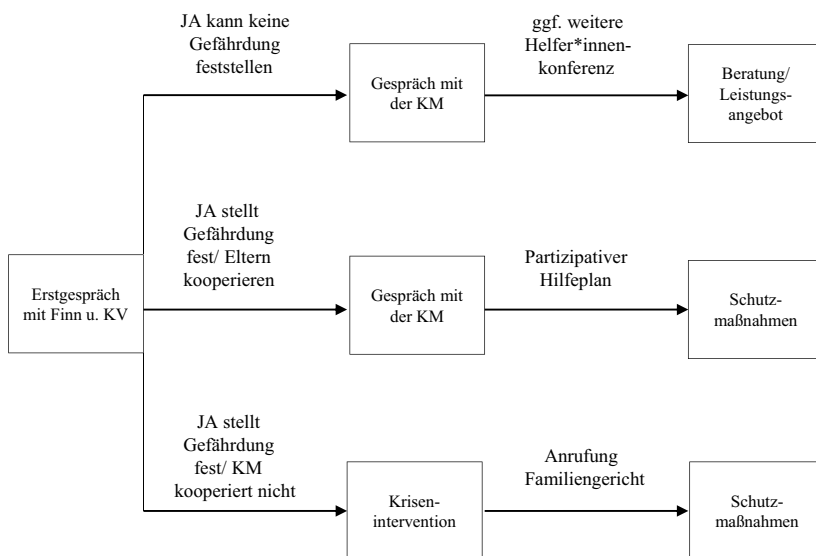 JA kann keine
Gefährdung
feststellen
Gespräch mit
der KM
ggf. weitere
Helfer*innen-
konferenz
Beratung/
Leistungs-
angebot
Erstgespräch
mit Finn u. KV
JA stellt
Gefährdung
fest/ Eltern
kooperieren
Gespräch mit
der KM
Partizipativer
Hilfeplan
Schutz-
maßnahmen
JA stellt
Gefährdung
fest/ KM
kooperiert nicht
Krisen-
intervention
Anrufung
Familiengericht
Schutz-
maßnahmen